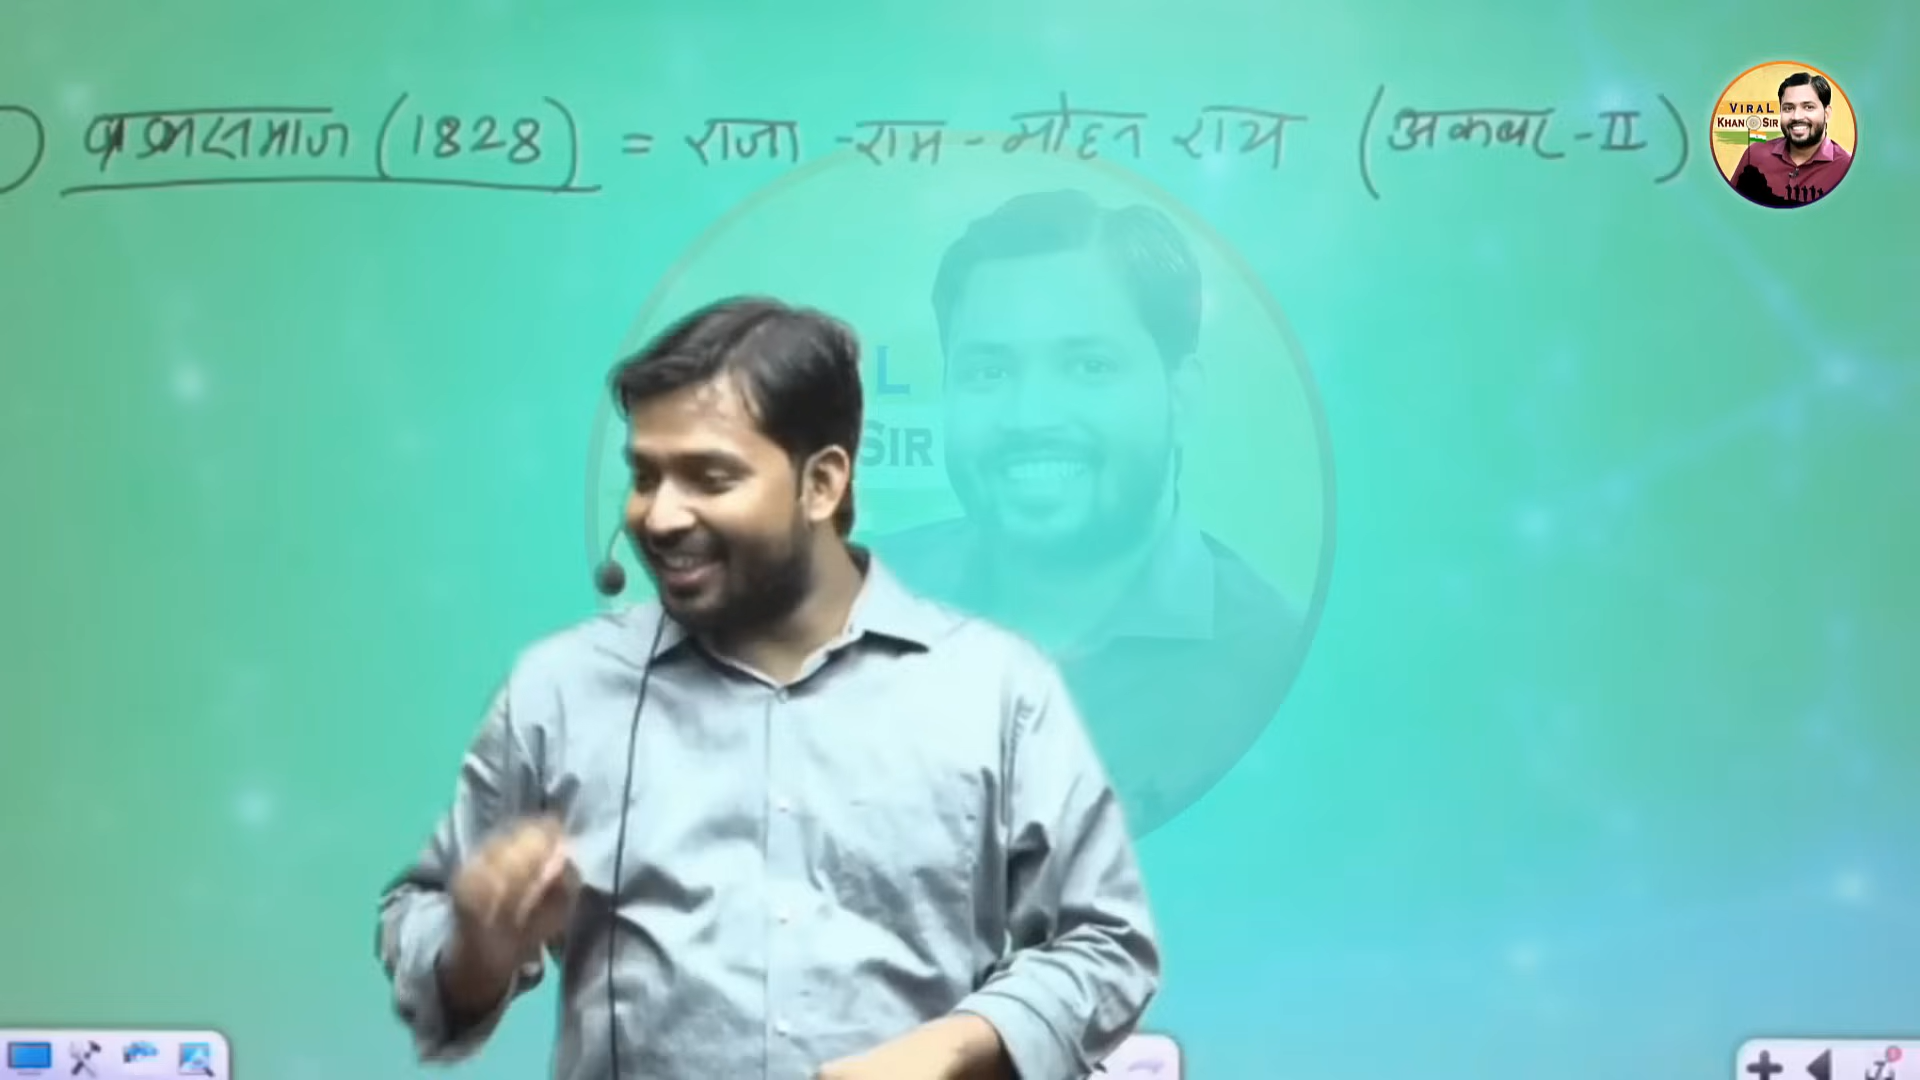 ब्रह्मसमाज (1828) = राजा -राम-मोहन राय (अकबर-II)
VIRAL
KHAN SIR
L
SIR